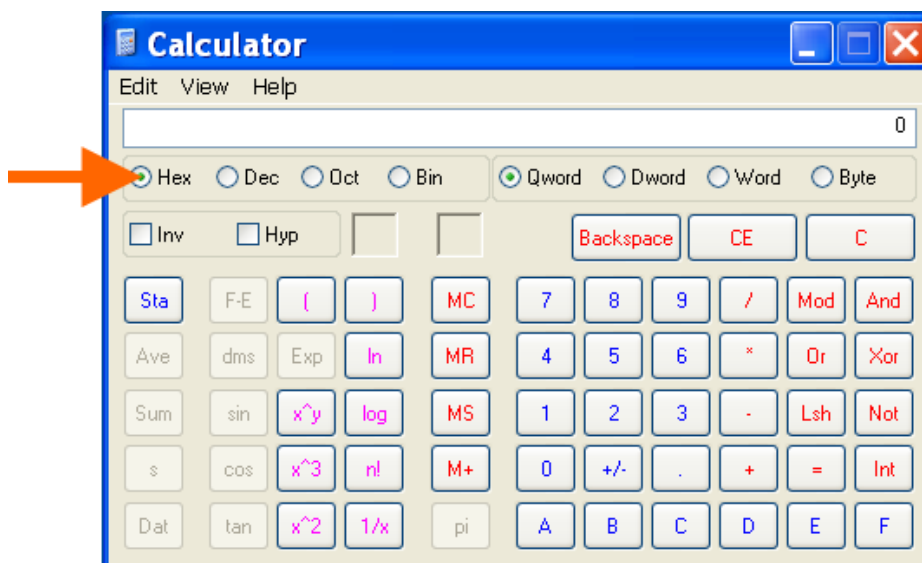 Calculator
Edit View Help
0
Hex Dec Oct Bin Qword Dword Word Byte
Inv Hyp Backspace CE C
Sta F-E ( ) MC 7 8 9 / Mod And
Ave dms Exp ln MR 4 5 6 * Or Xor
Sum sin x^y log MS 1 2 3 - Lsh Not
s cos x^3 n! M+ 0 +/- . + = Int
Dat tan x^2 1/x pi A B C D E F